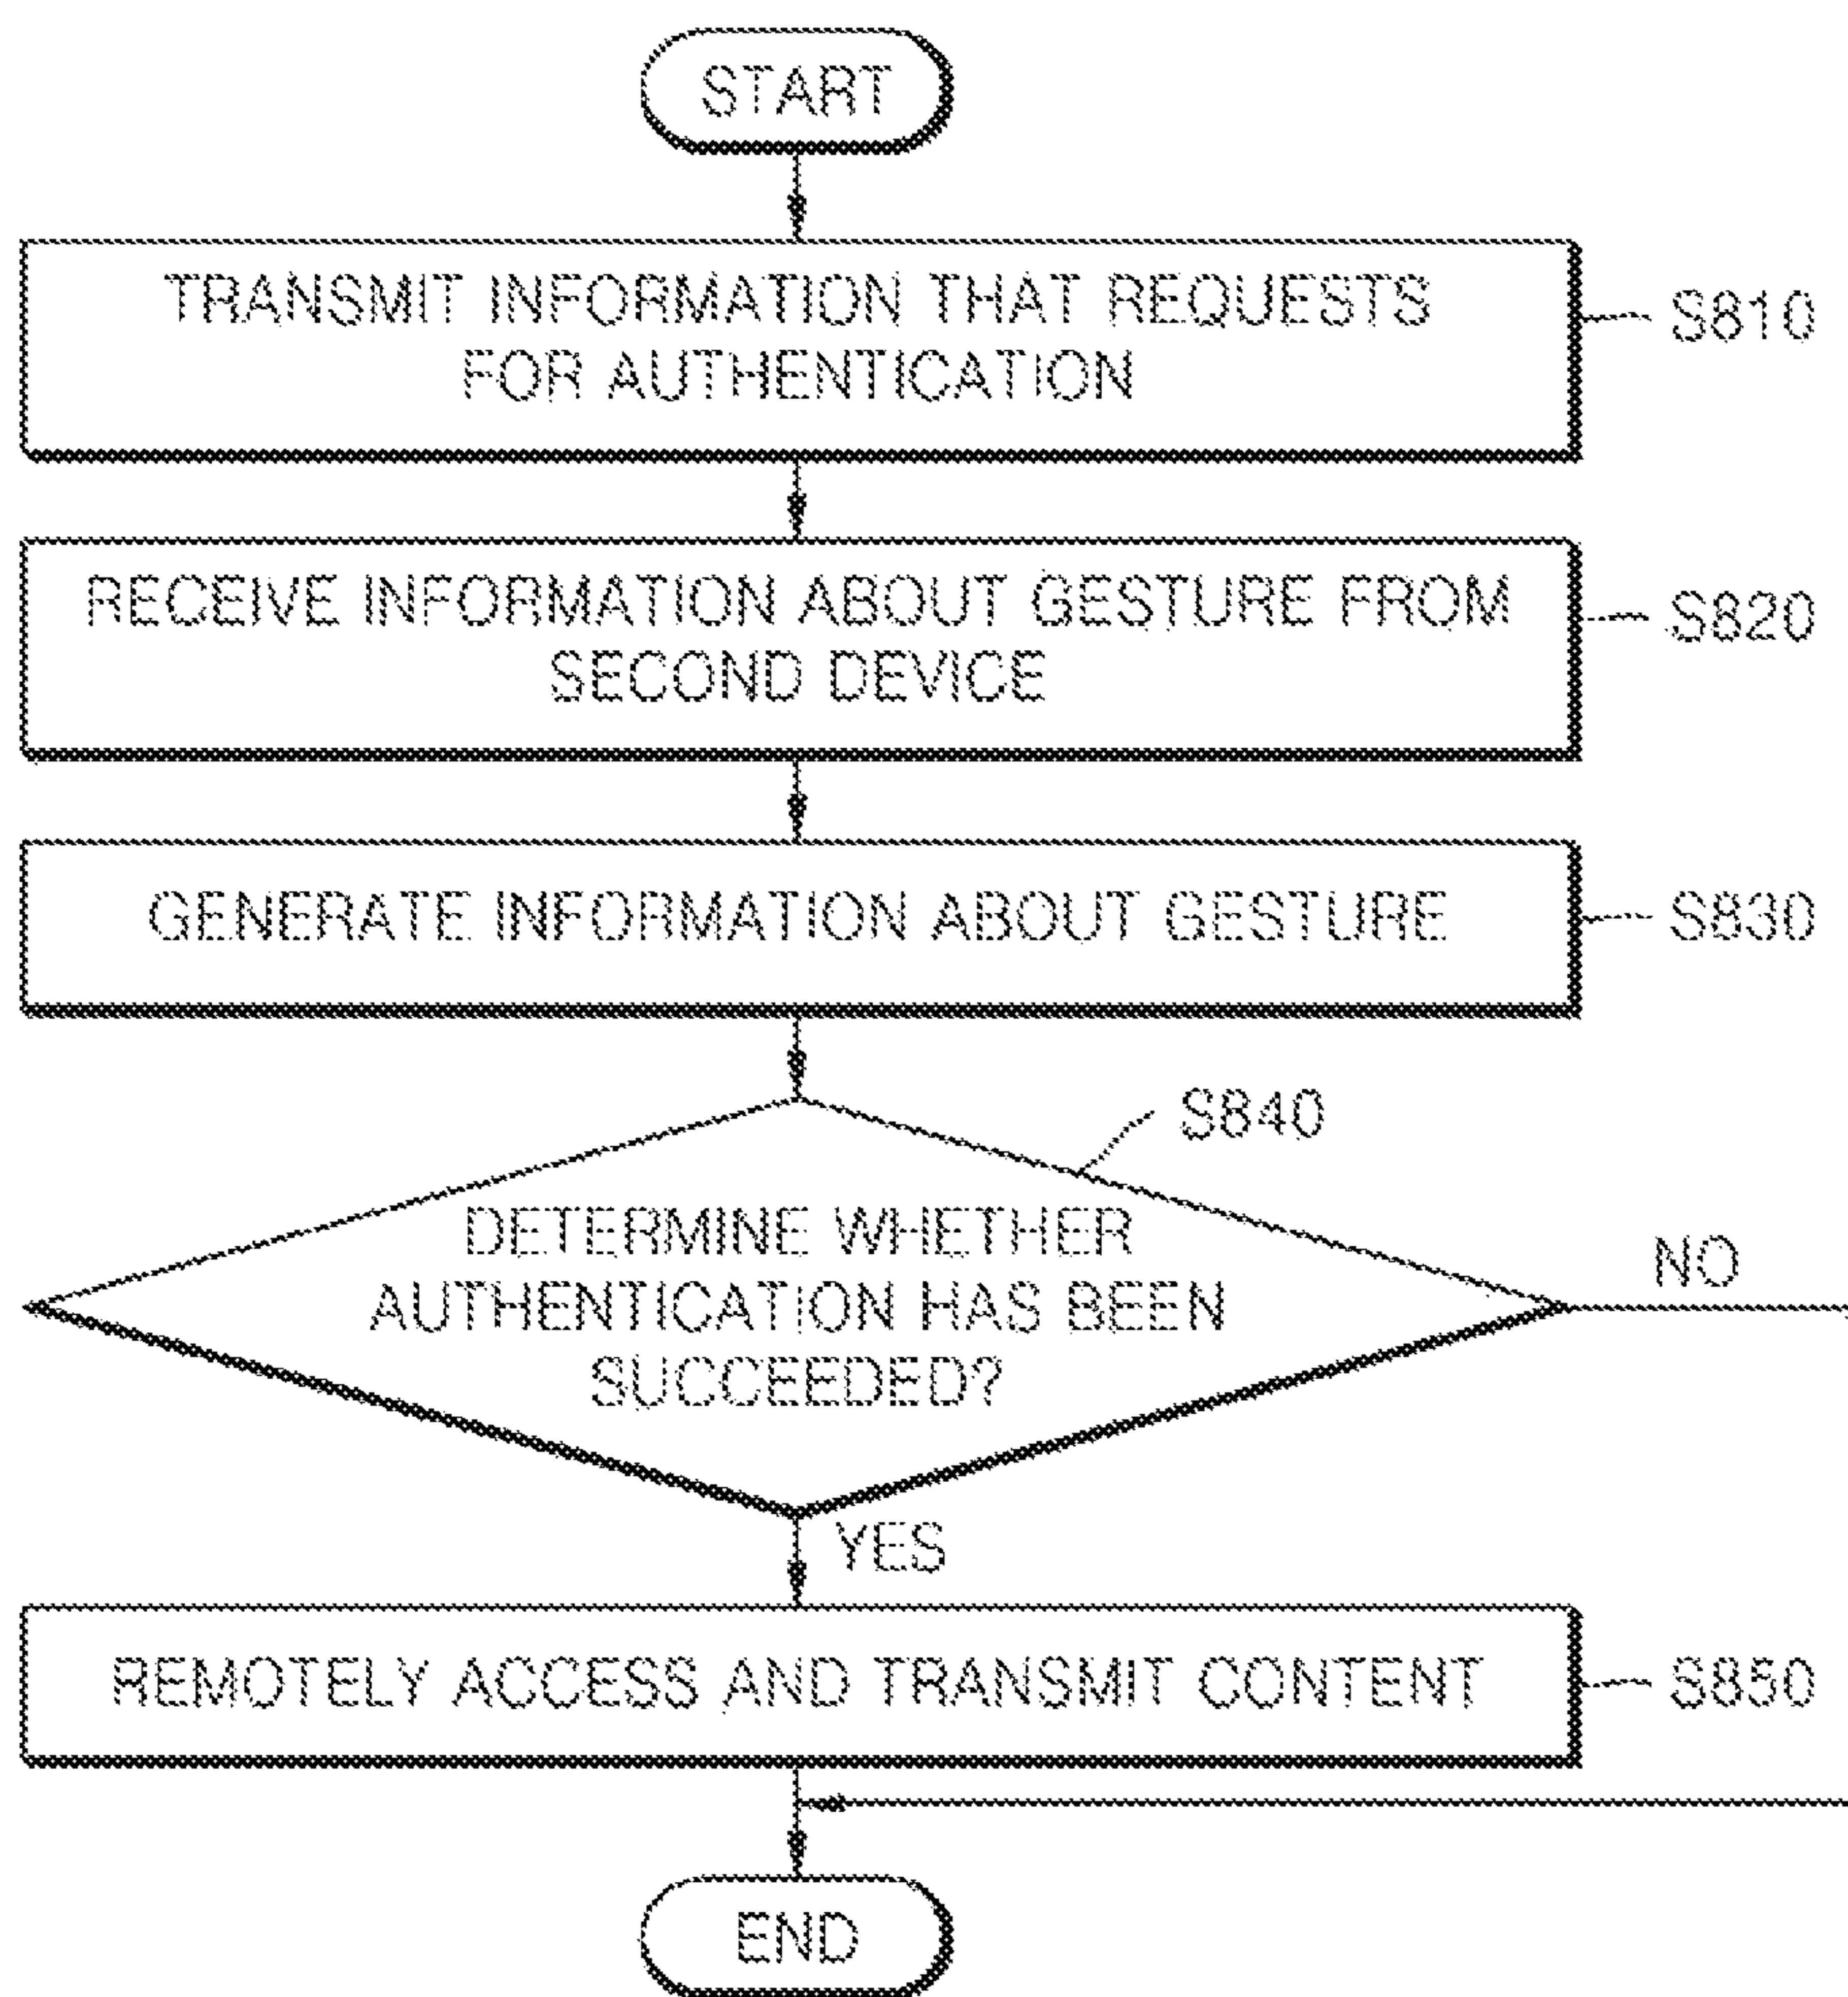 START
TRANSMIT INFORMATION THAT REQUESTS
FOR AUTHENTICATION
S810
RECEIVE INFORMATION ABOUT GESTURE FROM
SECOND DEVICE
S820
GENERATE INFORMATION ABOUT GESTURE
S830
S840
DETERMINE WHETHER
AUTHENTICATION HAS BEEN
SUCCEEDED?
NO
YES
REMOTELY ACCESS AND TRANSMIT CONTENT
S850
END